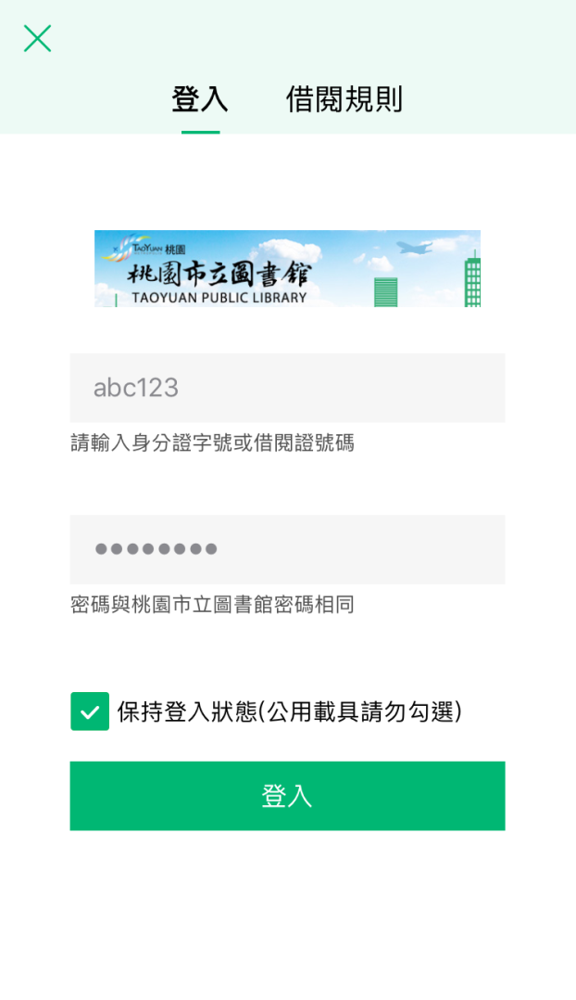 登入 借閱規則
TAOYUAN 桃園
桃園市立圖書館
TAOYUAN PUBLIC LIBRARY
abc123
請輸入身分證字號或借閱證號碼
••••••••
密碼與桃園市立圖書館密碼相同
保持登入狀態(公用載具請勿勾選)
登入